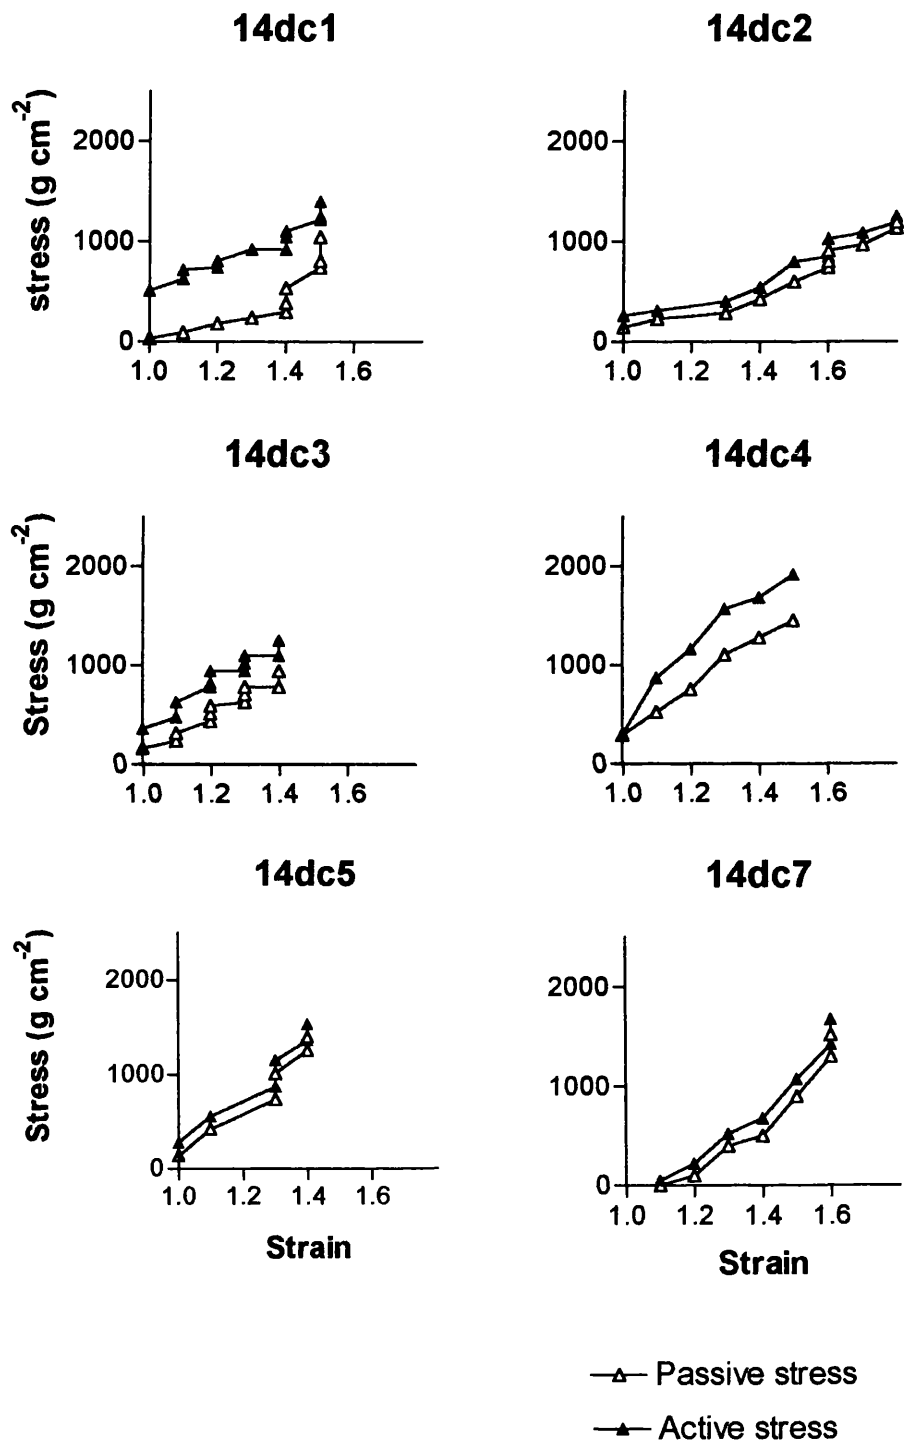 14dc1
14dc2
stress (g cm-2)
2000
1000
0
1.0 1.2 1.4 1.6
2000
1000
0
1.0 1.2 1.4 1.6
14dc3
14dc4
Stress (g cm-2)
2000
1000
0
1.0 1.2 1.4 1.6
2000
1000
0
1.0 1.2 1.4 1.6
14dc5
14dc7
Stress (g cm-2)
2000
1000
0
1.0 1.2 1.4 1.6
Strain
2000
1000
0
1.0 1.2 1.4 1.6
Strain
Passive stress
Active stress